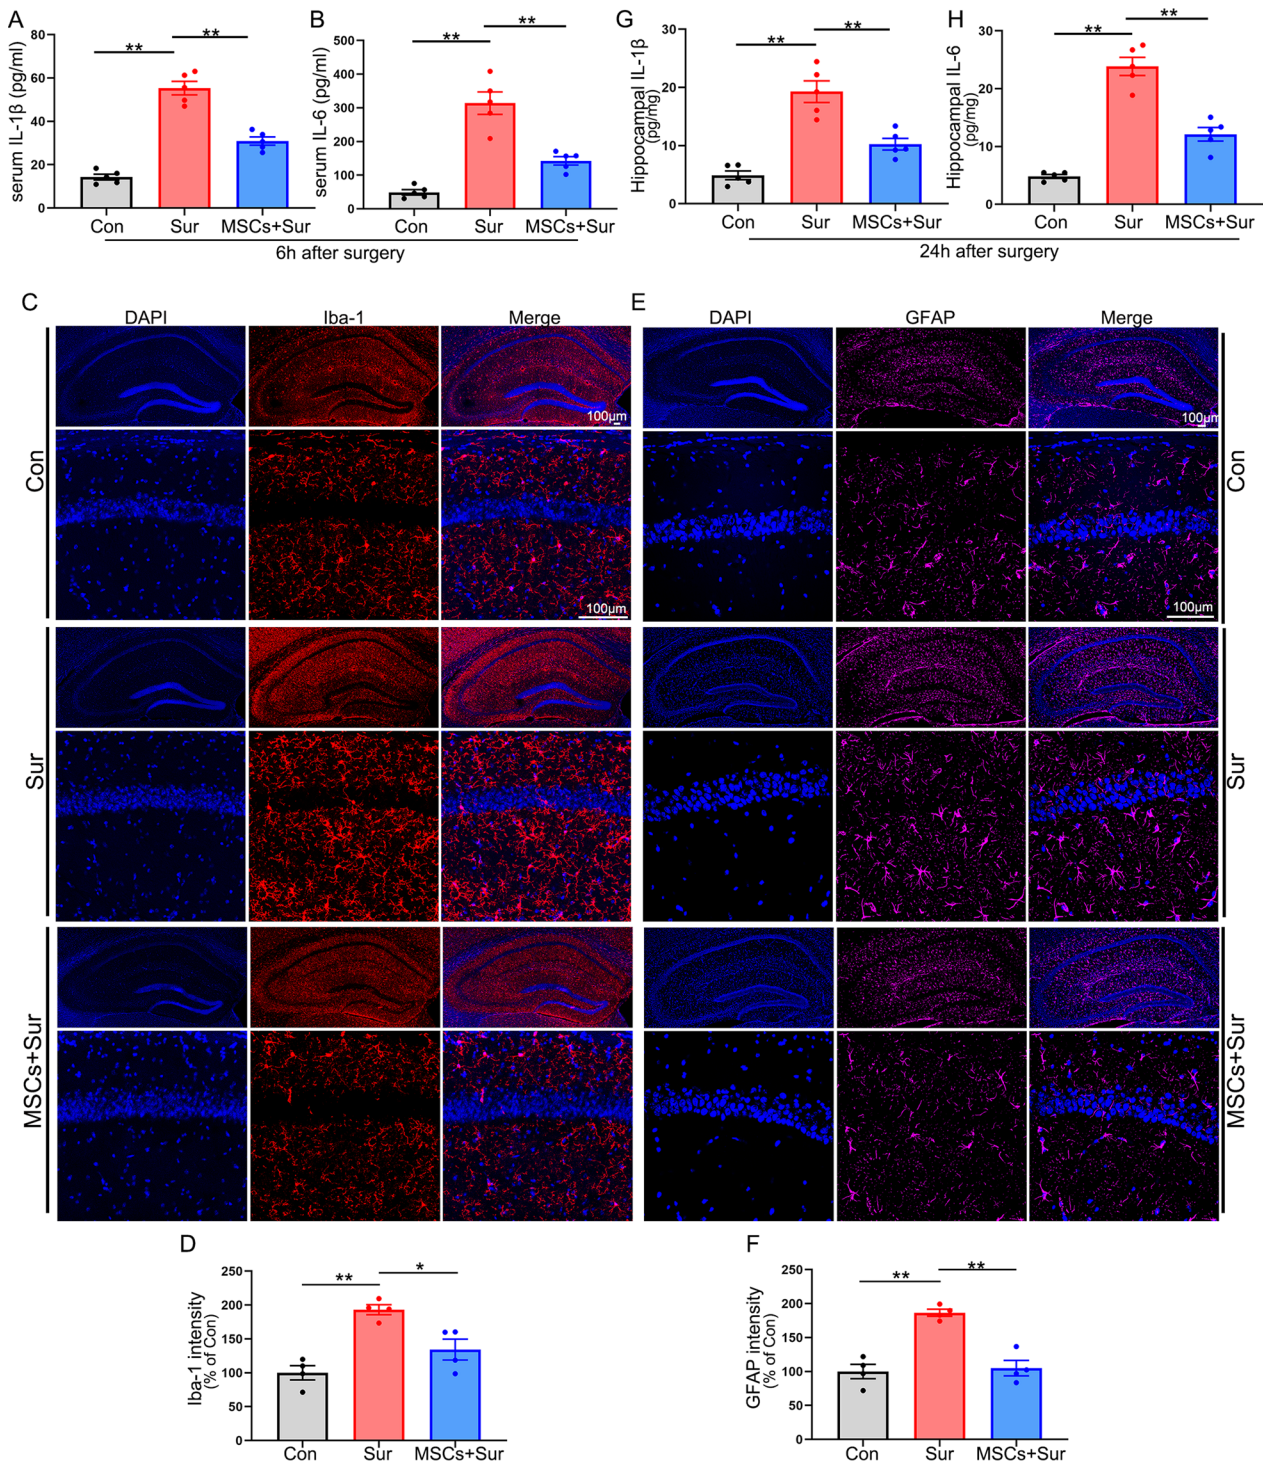 A
serum IL-1β (pg/ml)
80
60
40
20
0
**
**
Con
Sur
MSCs+Sur
B
serum IL-6 (pg/ml)
500
400
300
200
100
0
**
**
Con
Sur
MSCs+Sur
6h after surgery
G
Hippocampal IL-1β
(pg/mg)
30
20
10
0
**
**
Con
Sur
MSCs+Sur
H
Hippocampal IL-6
(pg/mg)
30
20
10
0
**
**
Con
Sur
MSCs+Sur
24h after surgery
C
DAPI
Iba-1
Merge
Con
100μm
100μm
Sur
MSCs+Sur
E
DAPI
GFAP
Merge
100μm
100μm
Con
Sur
MSCs+Sur
D
Iba-1 intensity
(% of Con)
250
200
150
100
50
0
**
*
Con
Sur
MSCs+Sur
F
GFAP intensity
(% of Con)
250
200
150
100
50
0
**
**
Con
Sur
MSCs+Sur